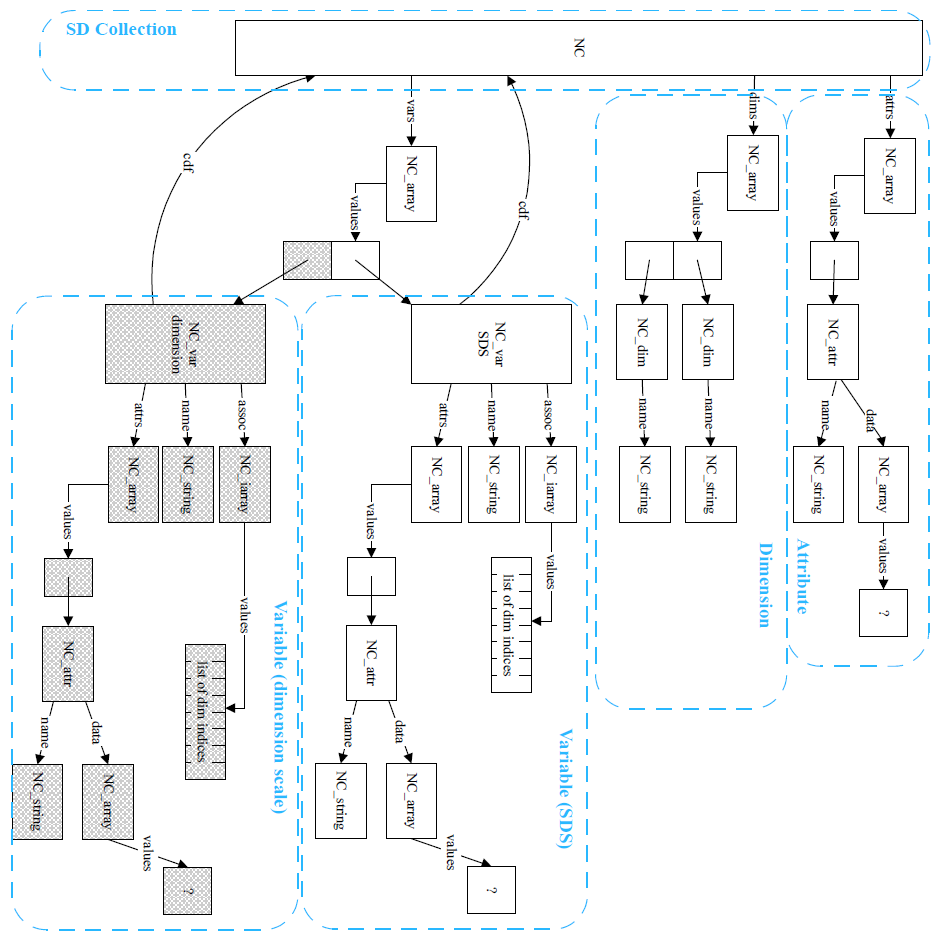 SD Collection
NC
cdf
vars
cdf
dims
attrs
NC_array
NC_array
NC_array
values
values
values
NC_var
dimension
NC_var
SDS
NC_dim
NC_dim
NC_attr
attrs
name
assoc
attrs
name
assoc
name
name
name
data
NC_array
NC_string
NC_iarray
NC_array
NC_string
NC_iarray
NC_string
NC_string
NC_string
NC_array
values
values
values
values
values
Dimension
Attribute
list of dim indices
?
NC_attr
NC_attr
Variable (dimension scale)
list of dim indices
Variable (SDS)
name
data
name
data
NC_string
NC_array
NC_string
NC_array
values
values
?
?